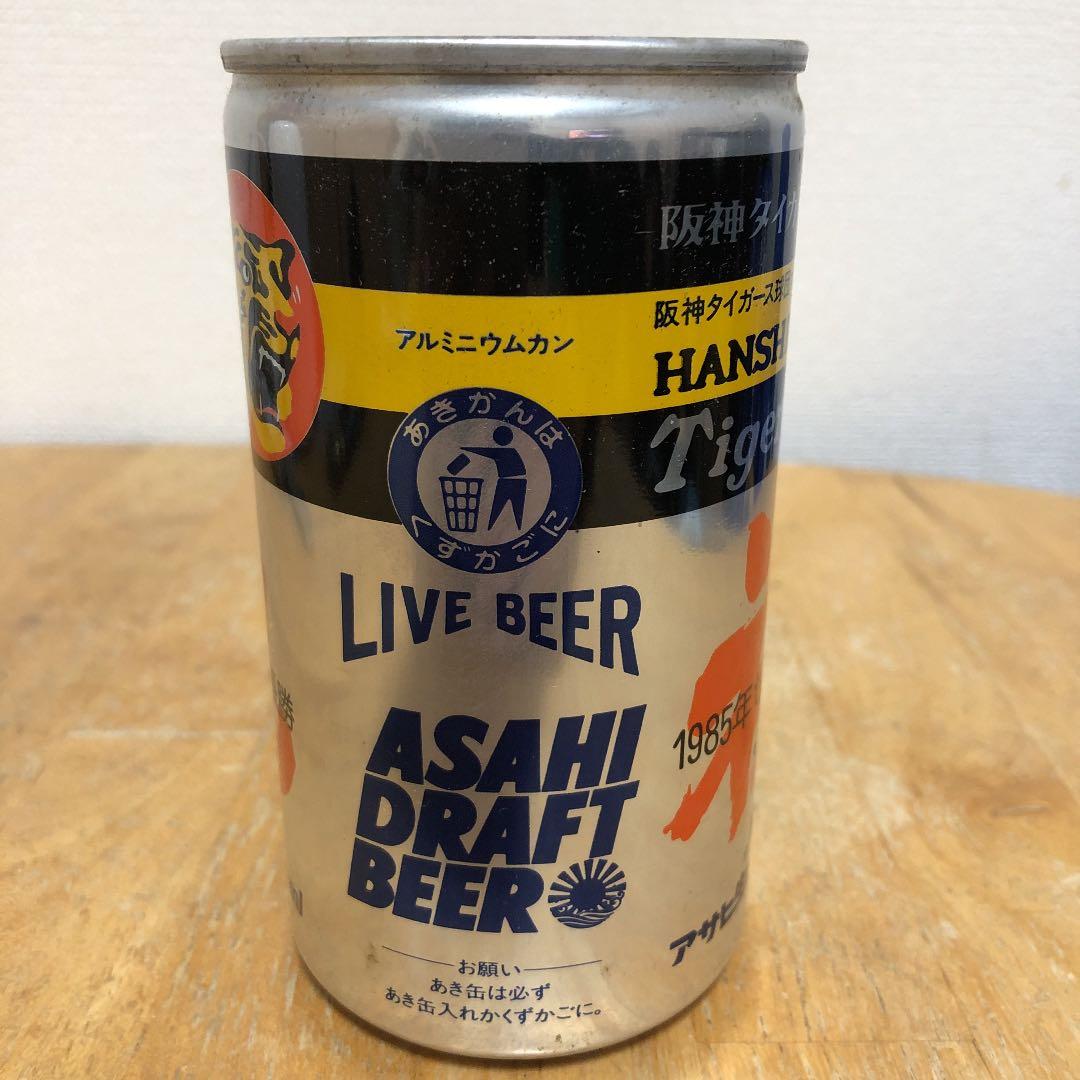 阪神タイ
アルミニウムカン
阪神タイガース球
HANSH
Tige
あきかんは
くずかごに
LIVE BEER
ASAHI
DRAFT
BEER
勝
1985年
ml
アサヒ
お願い
あき缶は必ず
あき缶入れかくずかごに。